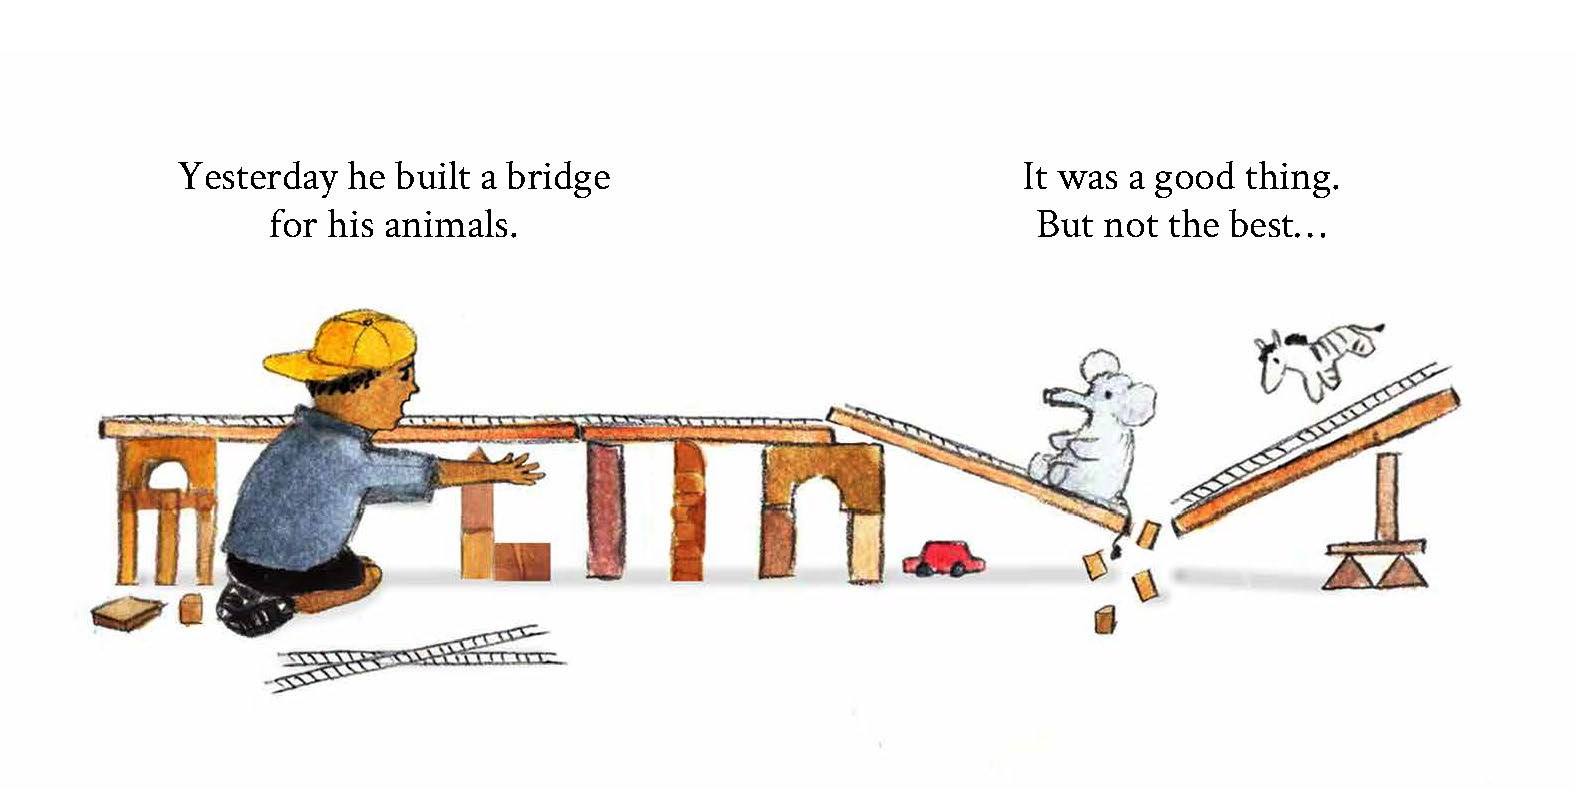 Yesterday he built a bridge
for his animals.
It was a good thing.
But not the best…